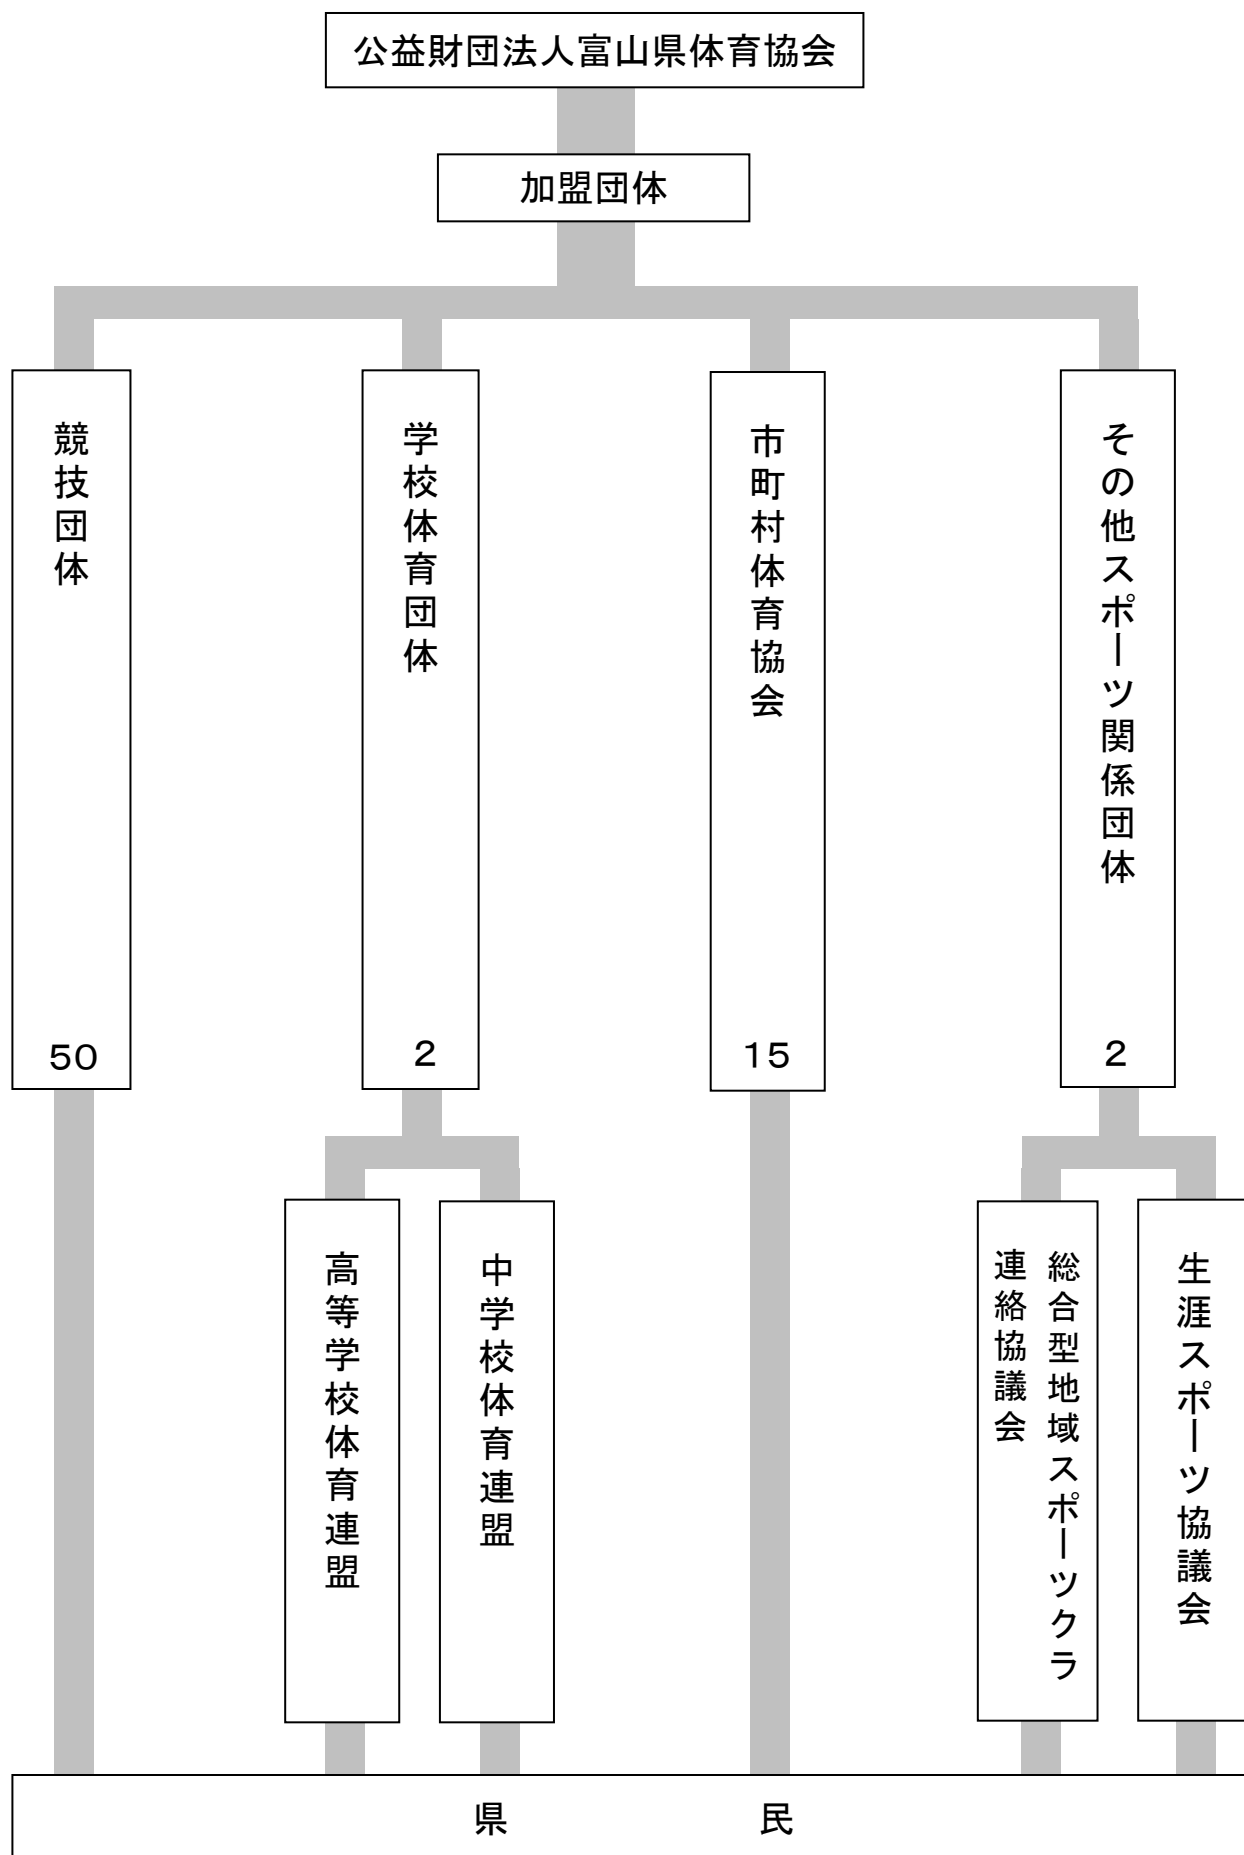 公益財団法人富山県体育協会
加盟団体
競技団体
50
学校体育団体
2
市町村体育協会
15
その他スポーツ関係団体
2
高等学校体育連盟
中学校体育連盟
総合型地域スポーツクラ
連絡協議会
生涯スポーツ協議会
県　民